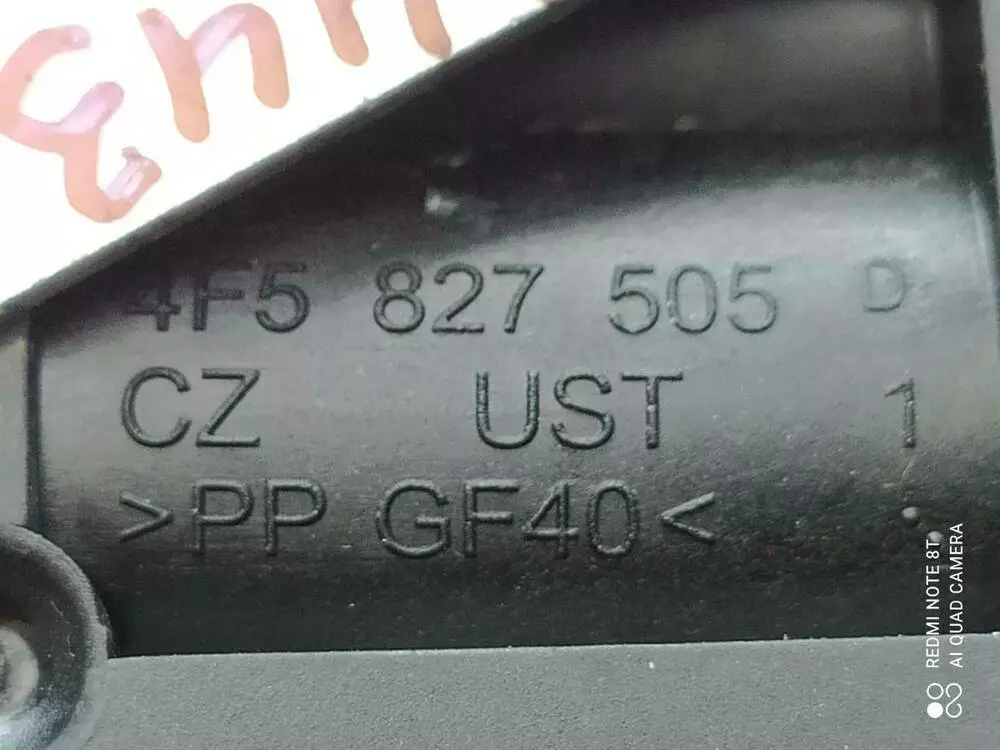 4F5 827 505 D
CZ UST 1
>PP GF40<
REDMI NOTE 8T
AI QUAD CAMERA